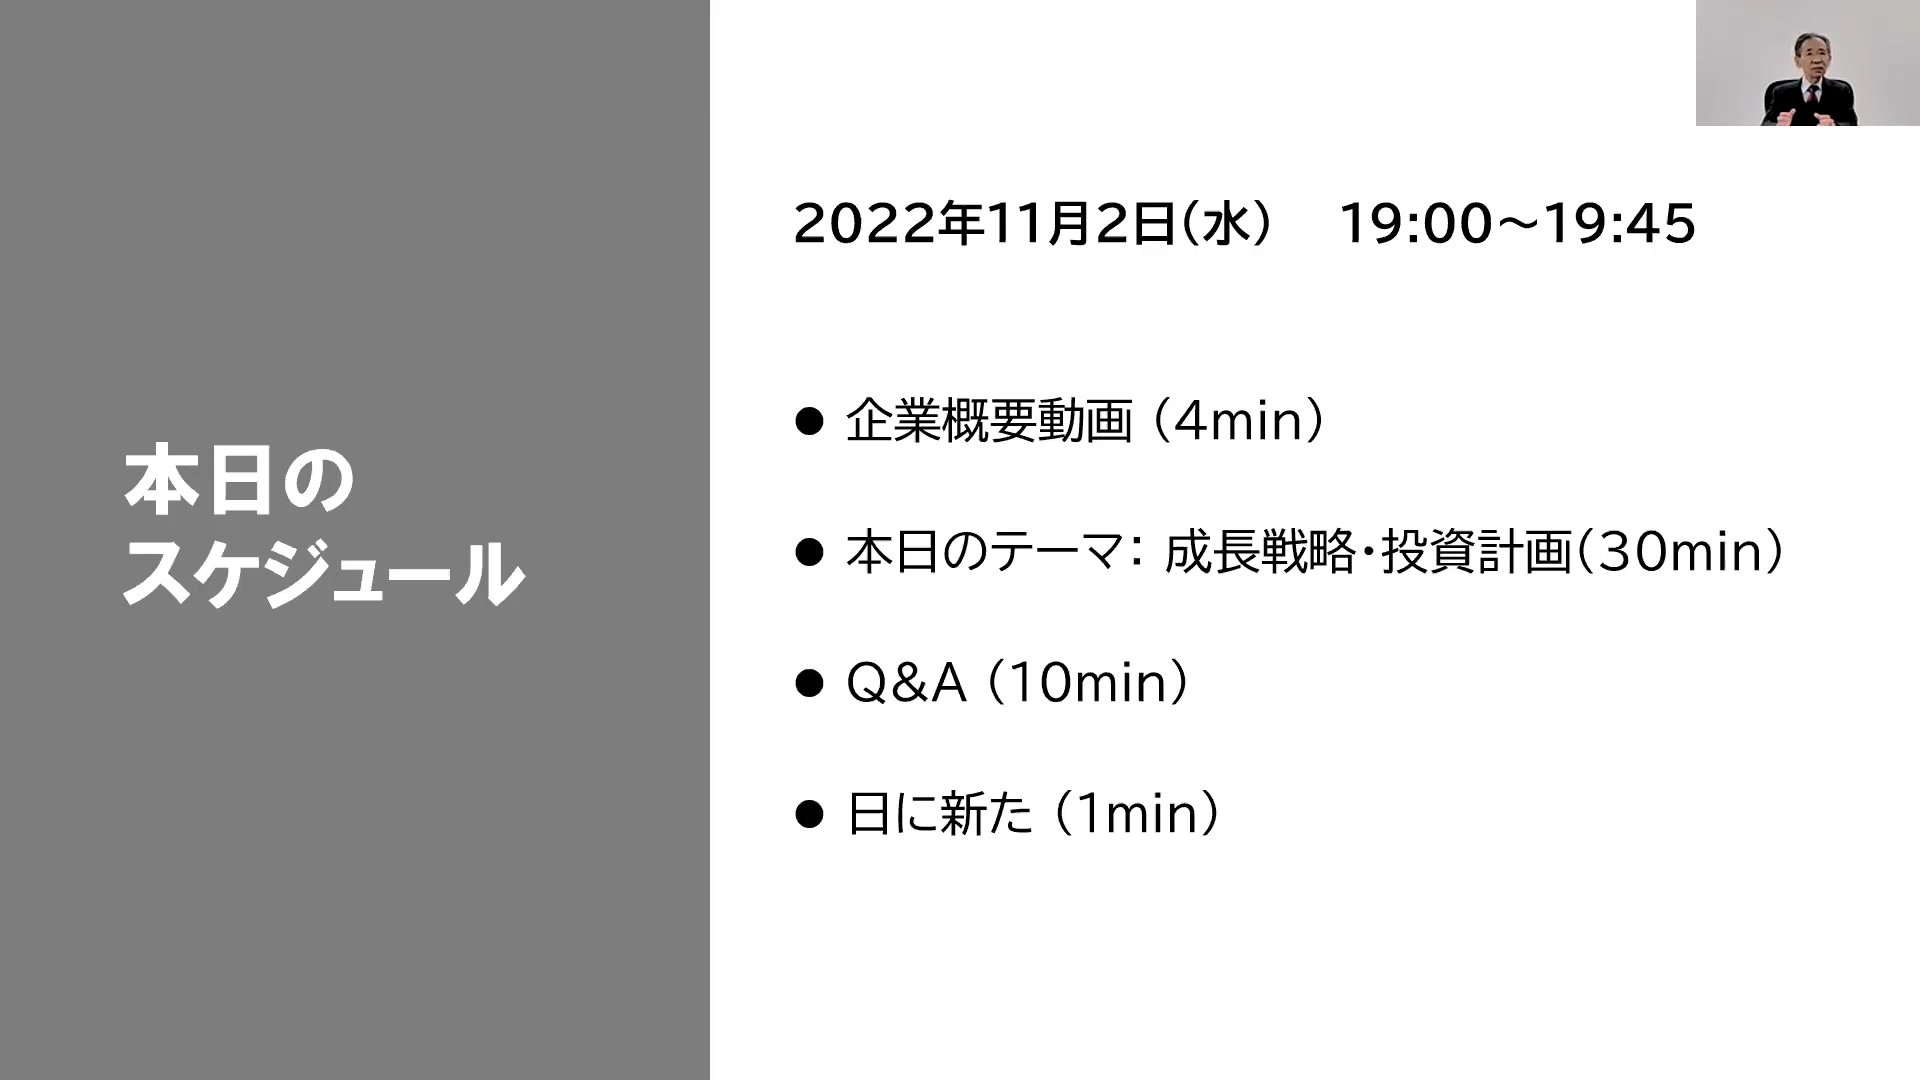 本日の
スケジュール
2022年11月2日(水) 19:00～19:45
● 企業概要動画 (4min)
● 本日のテーマ: 成長戦略・投資計画(30min)
● Q&A (10min)
● 日に新た (1min)